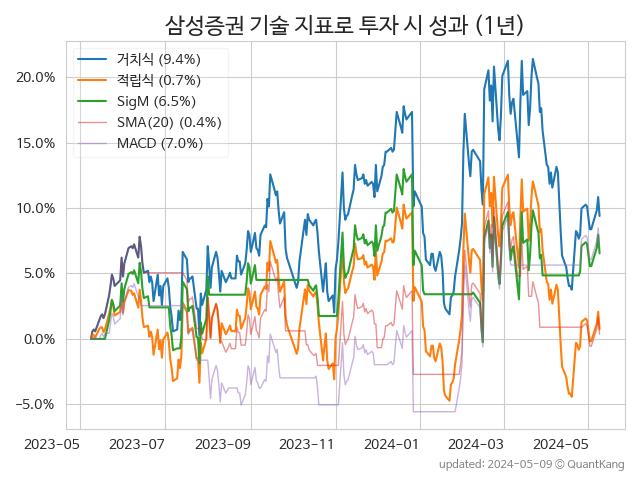 삼성증권 기술 지표로 투자 시 성과 (1년)
거치식 (9.4%)
적립식 (0.7%)
SigM (6.5%)
SMA(20) (0.4%)
MACD (7.0%)
20.0%
15.0%
10.0%
5.0%
0.0%
−5.0%
2023-05 2023-07 2023-09 2023-11 2024-01 2024-03 2024-05
updated: 2024-05-09 © QuantKang